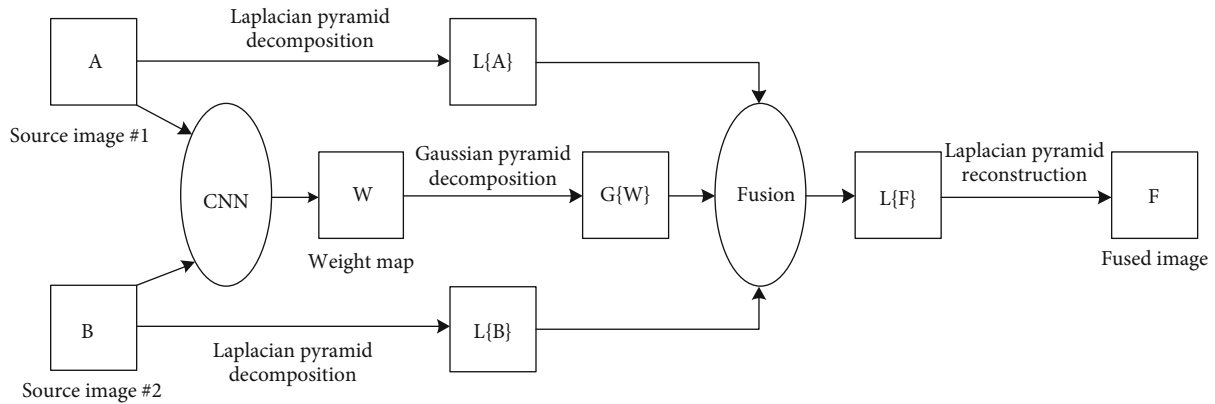 Laplacian pyramid
decomposition
A
L{A}
Source image #1
CNN
W
Weight map
Gaussian pyramid
decomposition
G{W}
Fusion
L{F}
Laplacian pyramid
reconstruction
F
Fused image
B
L{B}
Laplacian pyramid
decomposition
Source image #2